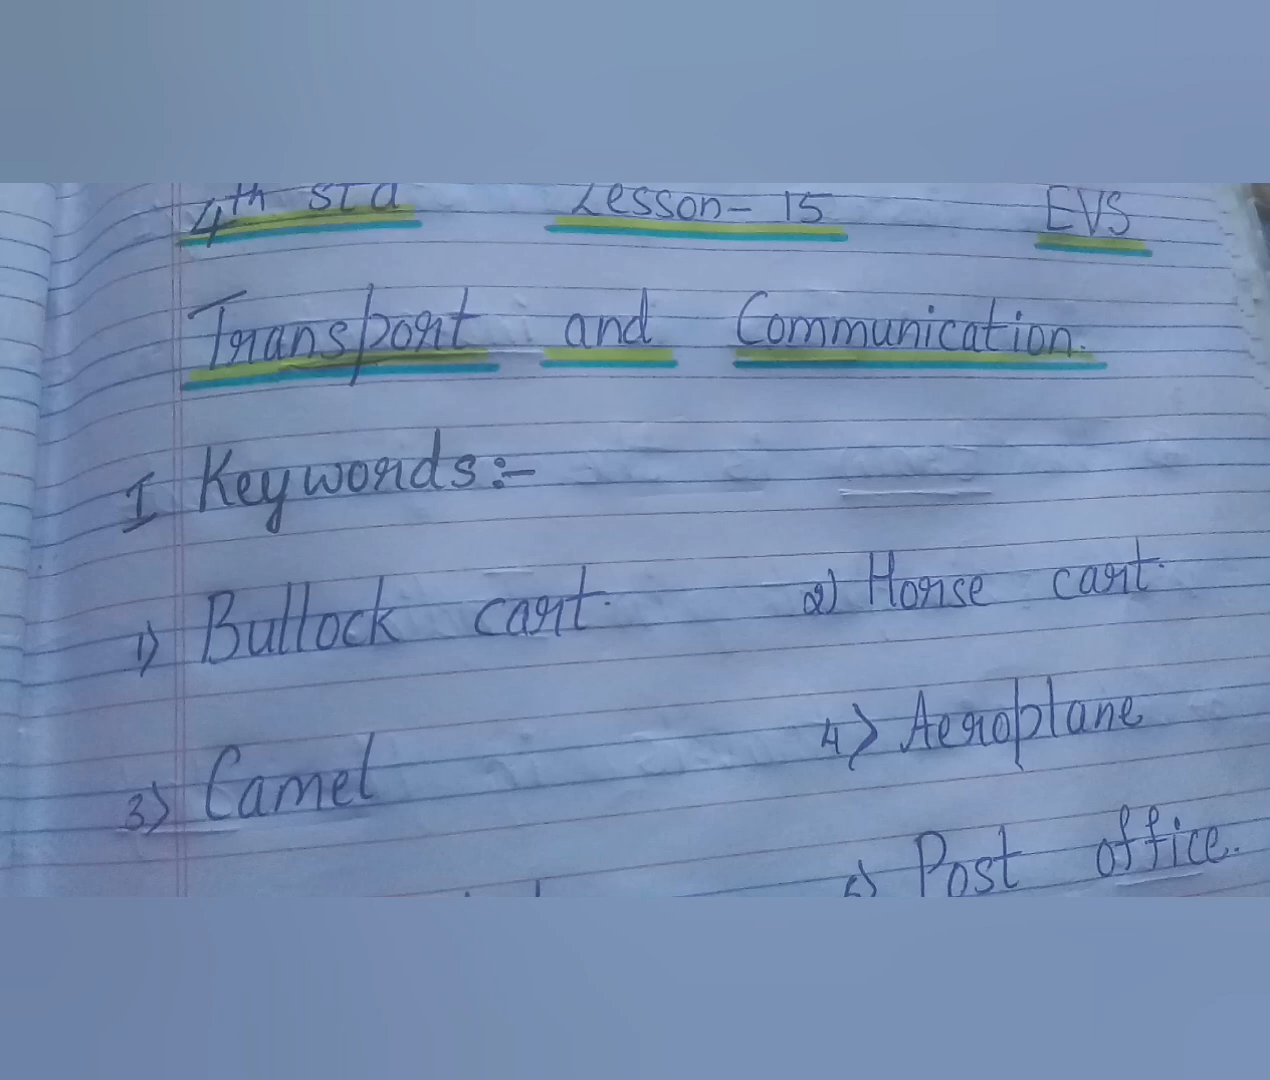 4th std Lesson- 15 EVS
Transport and Communication.
I Keywords:-
1) Bullock cart. 2) Horse cart.
3) Camel 4) Aeroplane
6) Post office.